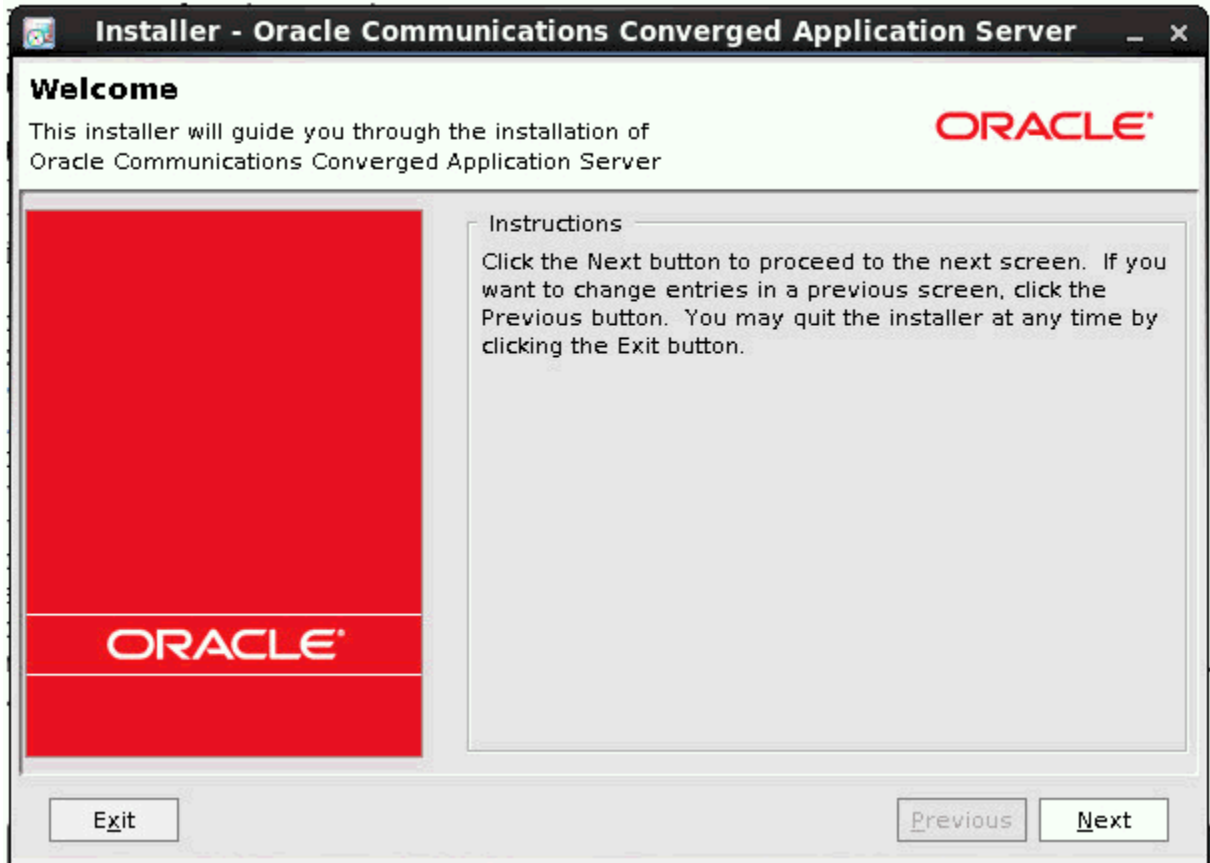 Installer - Oracle Communications Converged Application Server
Welcome
This installer will guide you through the installation of
Oracle Communications Converged Application Server
ORACLE
Instructions
Click the Next button to proceed to the next screen.  If you
want to change entries in a previous screen, click the
Previous button.  You may quit the installer at any time by
clicking the Exit button.
ORACLE
Exit
Previous
Next